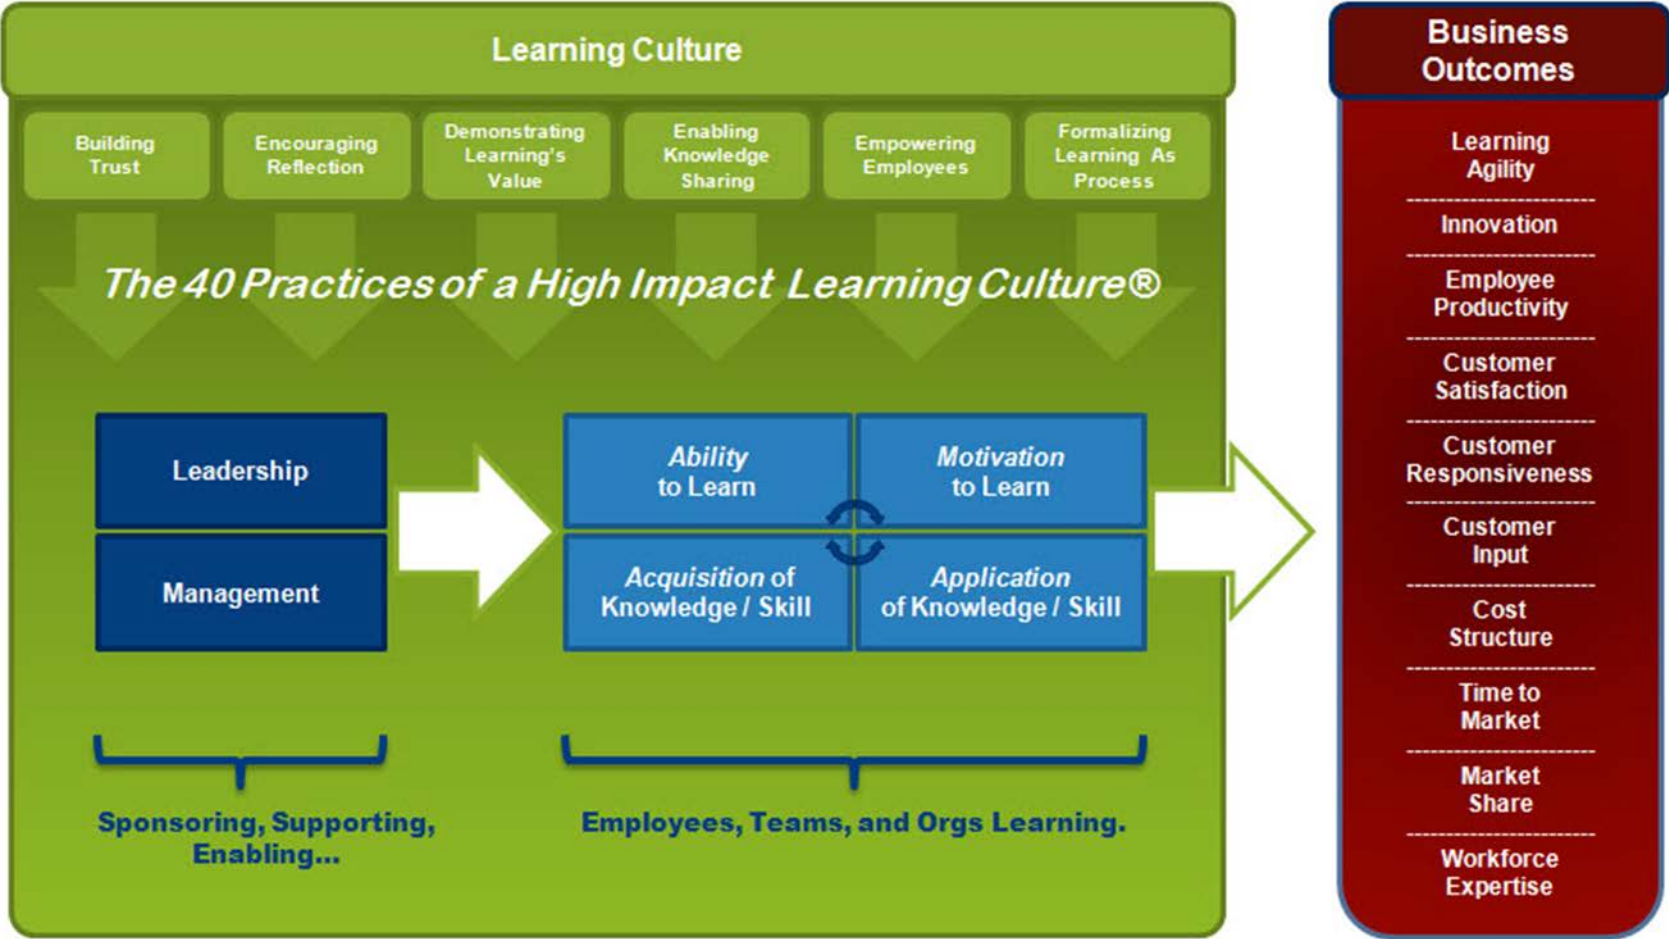 Learning Culture
Building
Trust
Encouraging
Reflection
Demonstrating
Learning's
Value
Enabling
Knowledge
Sharing
Empowering
Employees
Formalizing
Learning As
Process
The 40 Practices of a High Impact Learning Culture®
Leadership
Management
Ability
to Learn
Motivation
to Learn
Acquisition of
Knowledge / Skill
Application
of Knowledge / Skill
Sponsoring, Supporting,
Enabling...
Employees, Teams, and Orgs Learning.
Business
Outcomes
Learning
Agility
Innovation
Employee
Productivity
Customer
Satisfaction
Customer
Responsiveness
Customer
Input
Cost
Structure
Time to
Market
Market
Share
Workforce
Expertise